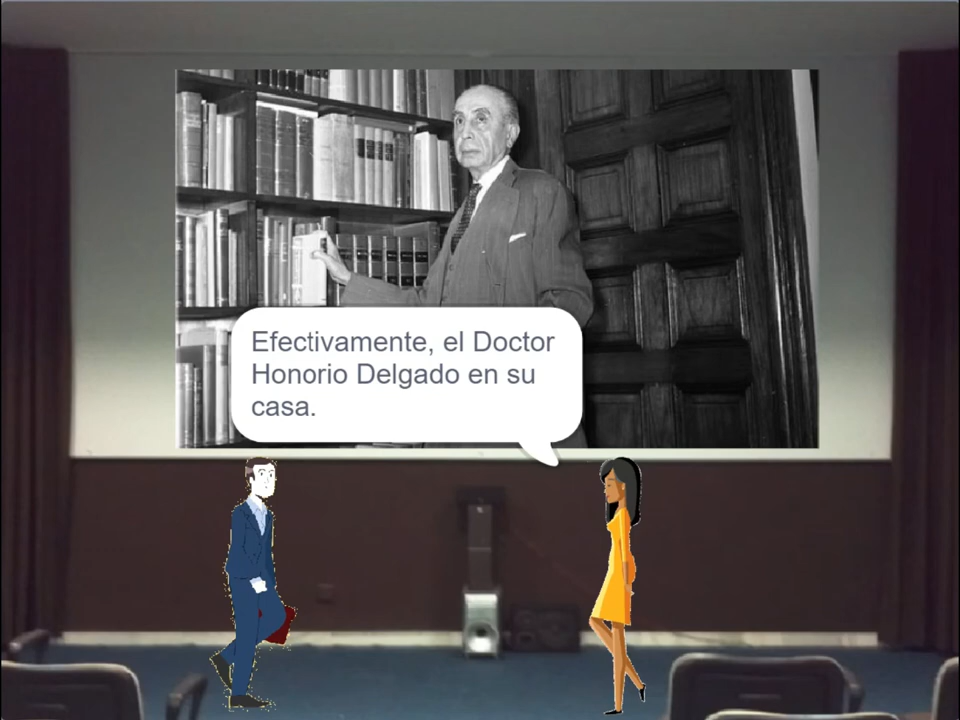 Efectivamente, el Doctor
Honorio Delgado en su
casa.